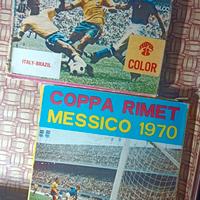 ITALY-BRAZIL
COLOR
COPPA RIMET
MESSICO 1970